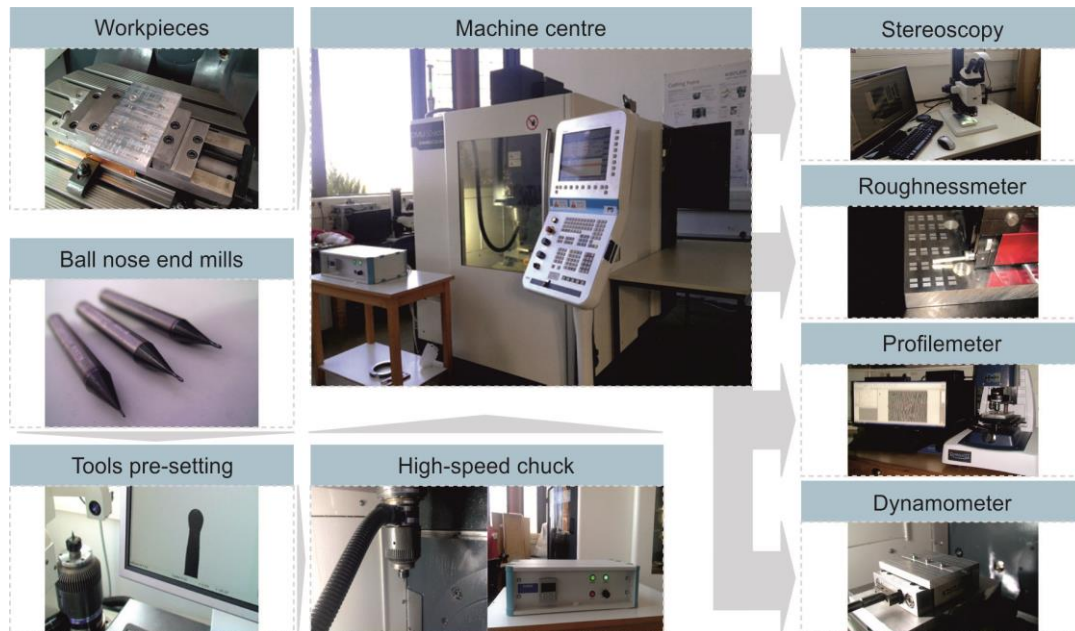 Workpieces
Machine centre
Stereoscopy
Roughnessmeter
Ball nose end mills
Profilemeter
Tools pre-setting
High-speed chuck
Dynamometer